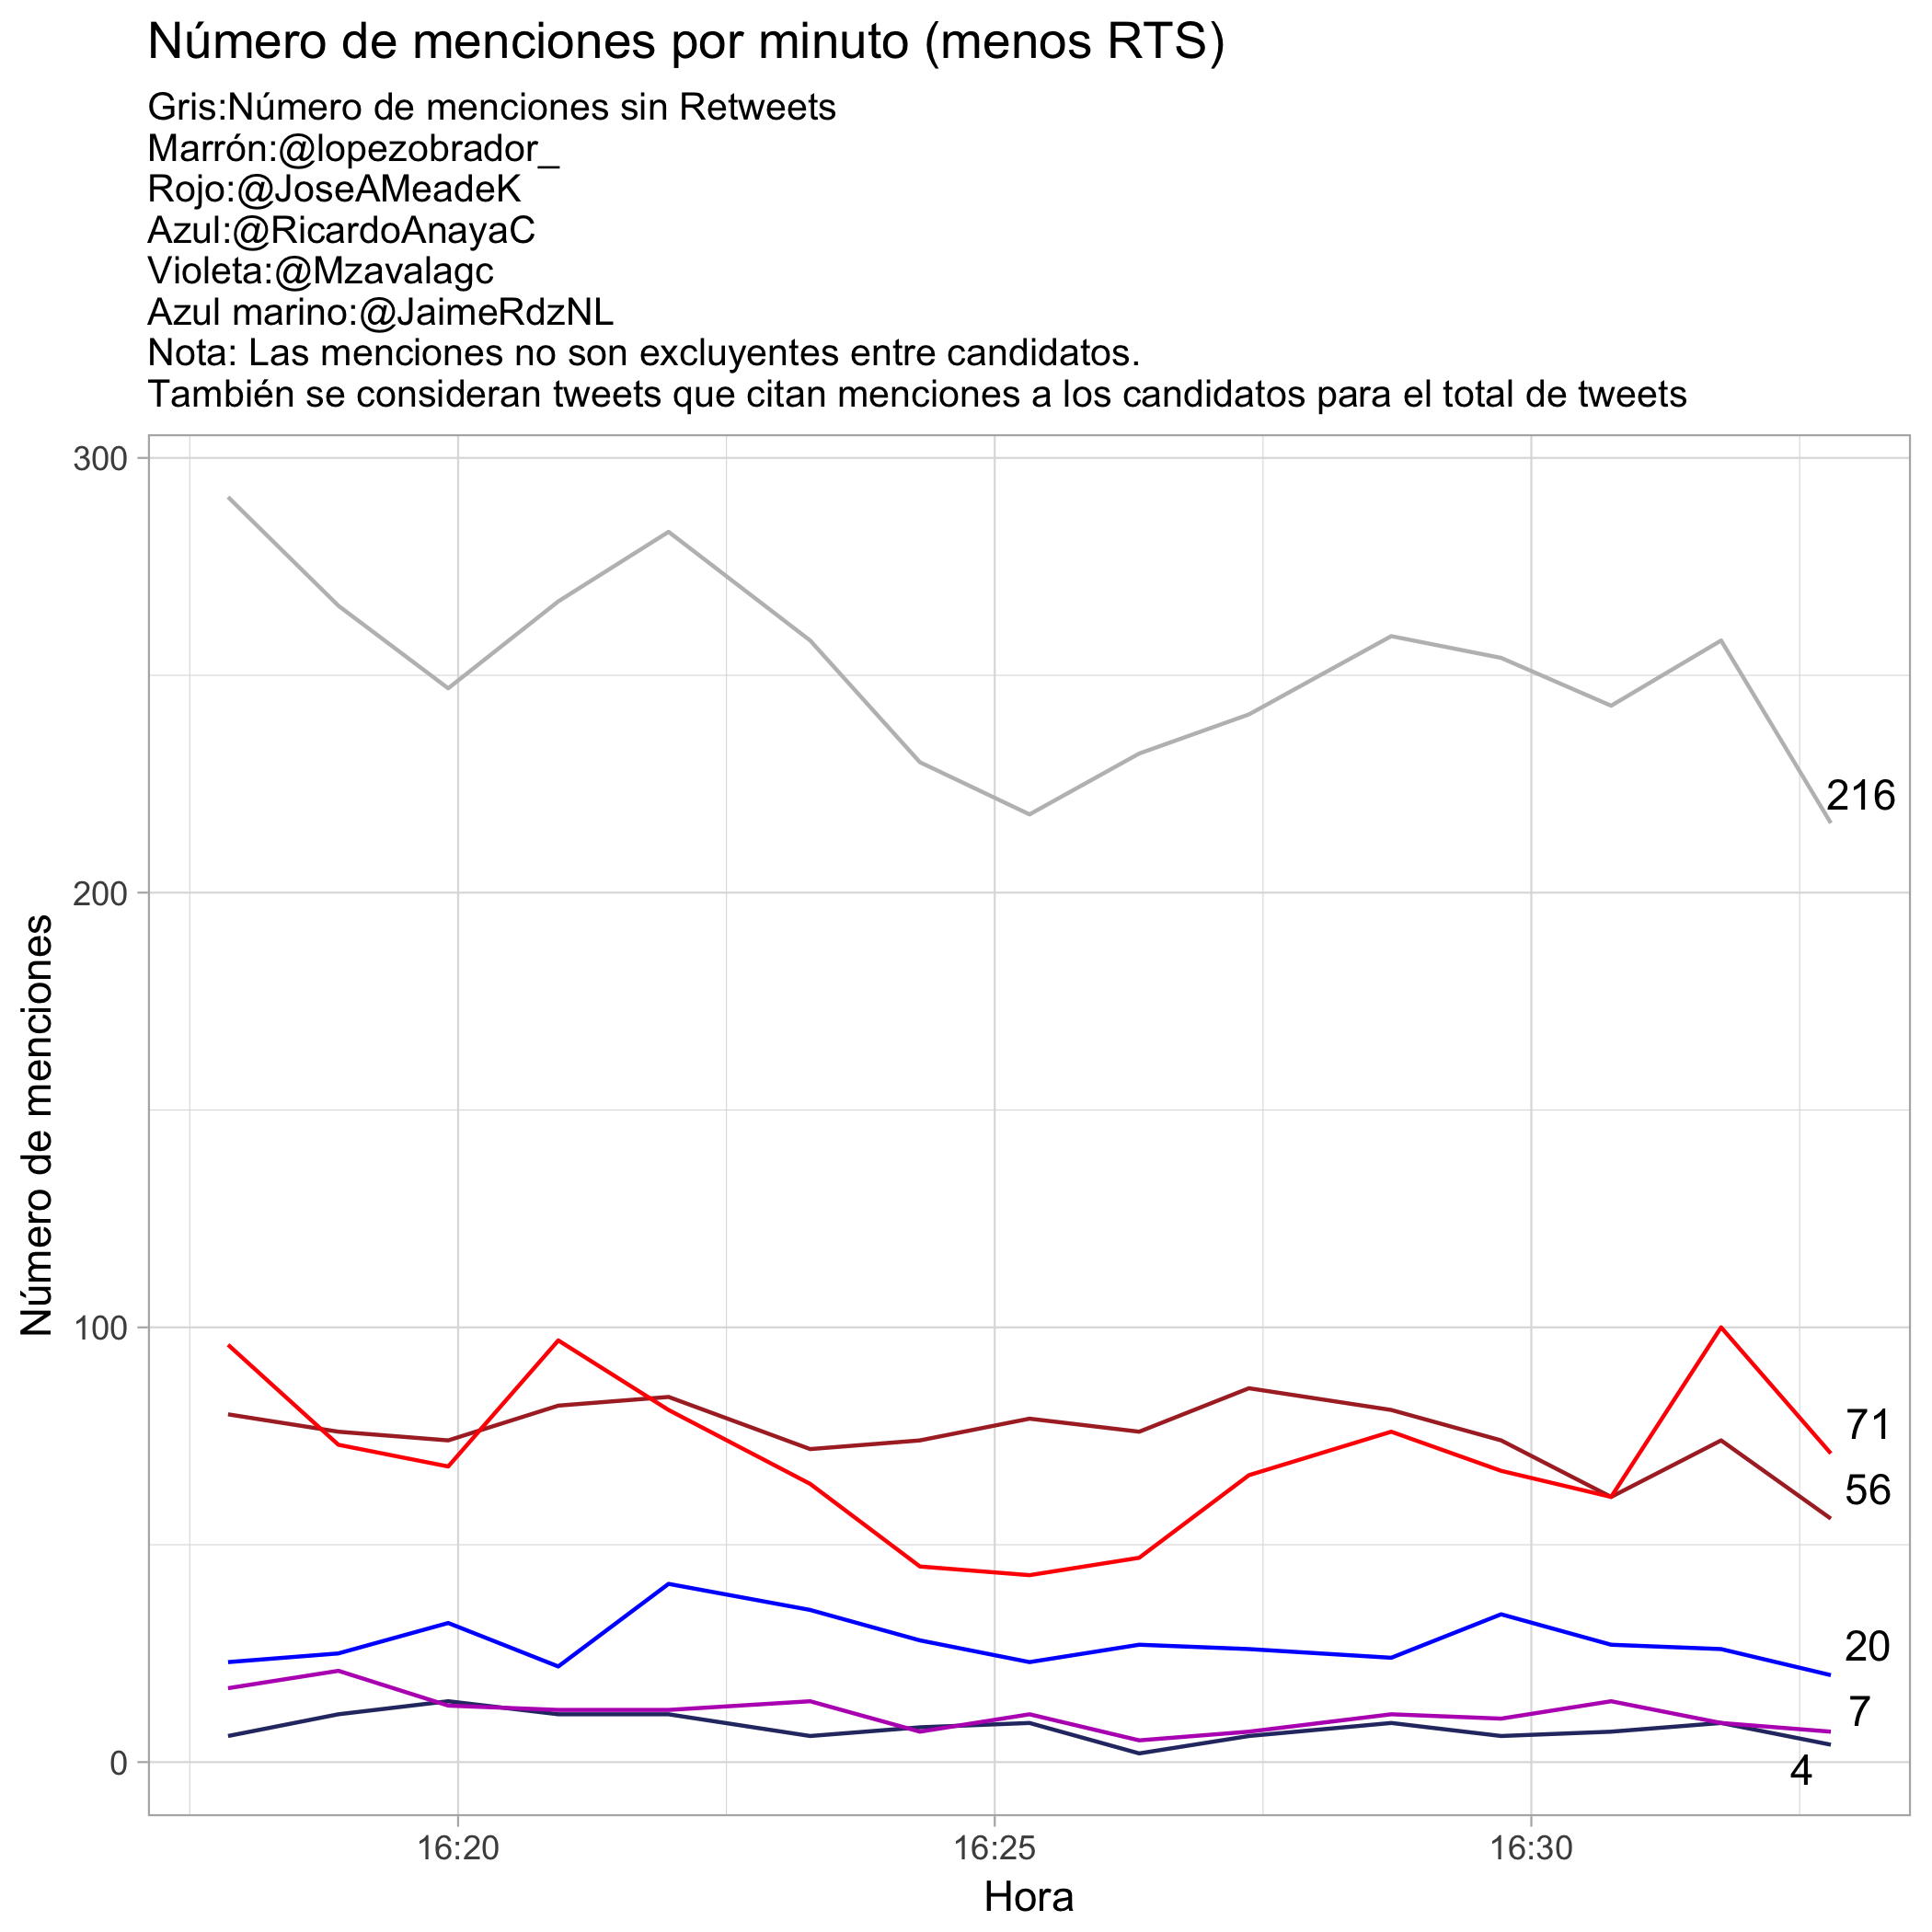 Número de menciones por minuto (menos RTS)
Gris:Número de menciones sin Retweets
Marrón:@lopezobrador_
Rojo:@JoseAMeadeK
Azul:@RicardoAnayaC
Violeta:@Mzavalagc
Azul marino:@JaimeRdzNL
Nota: Las menciones no son excluyentes entre candidatos.
También se consideran tweets que citan menciones a los candidatos para el total de tweets
Número de menciones
300
200
100
0
216
71
56
20
7
4
16:20
16:25
16:30
Hora